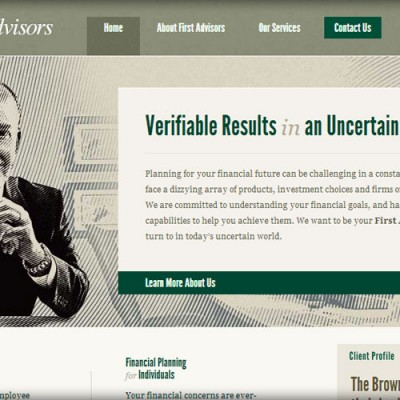 dvisors
Home
About First Advisors
Our Services
Contact Us
Verifiable Results in an Uncertain
Planning for your financial future can be challenging in a consta
face a dizzying array of products, investment choices and firms o
We are committed to understanding your financial goals, and ha
capabilities to help you achieve them. We want to be your First A
turn to in today's uncertain world.
Learn More About Us
mployee
Financial Planning
for Individuals
Your financial concerns are ever-
Client Profile
The Brown